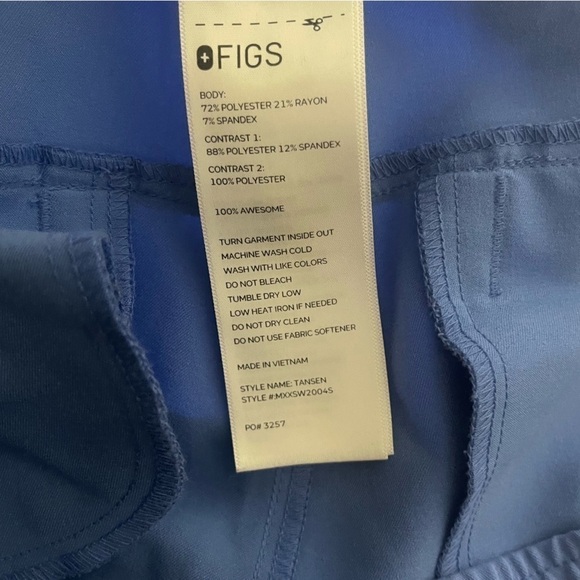 FIGS
BODY:
72% POLYESTER 21% RAYON
7% SPANDEX
CONTRAST 1:
88% POLYESTER 12% SPANDEX
CONTRAST 2:
100% POLYESTER
100% AWESOME
TURN GARMENT INSIDE OUT
MACHINE WASH COLD
WASH WITH LIKE COLORS
DO NOT BLEACH
TUMBLE DRY LOW
LOW HEAT IRON IF NEEDED
DO NOT DRY CLEAN
DO NOT USE FABRIC SOFTENER
MADE IN VIETNAM
STYLE NAME: TANSEN
STYLE #:MXXSW2004S
PO# 3257